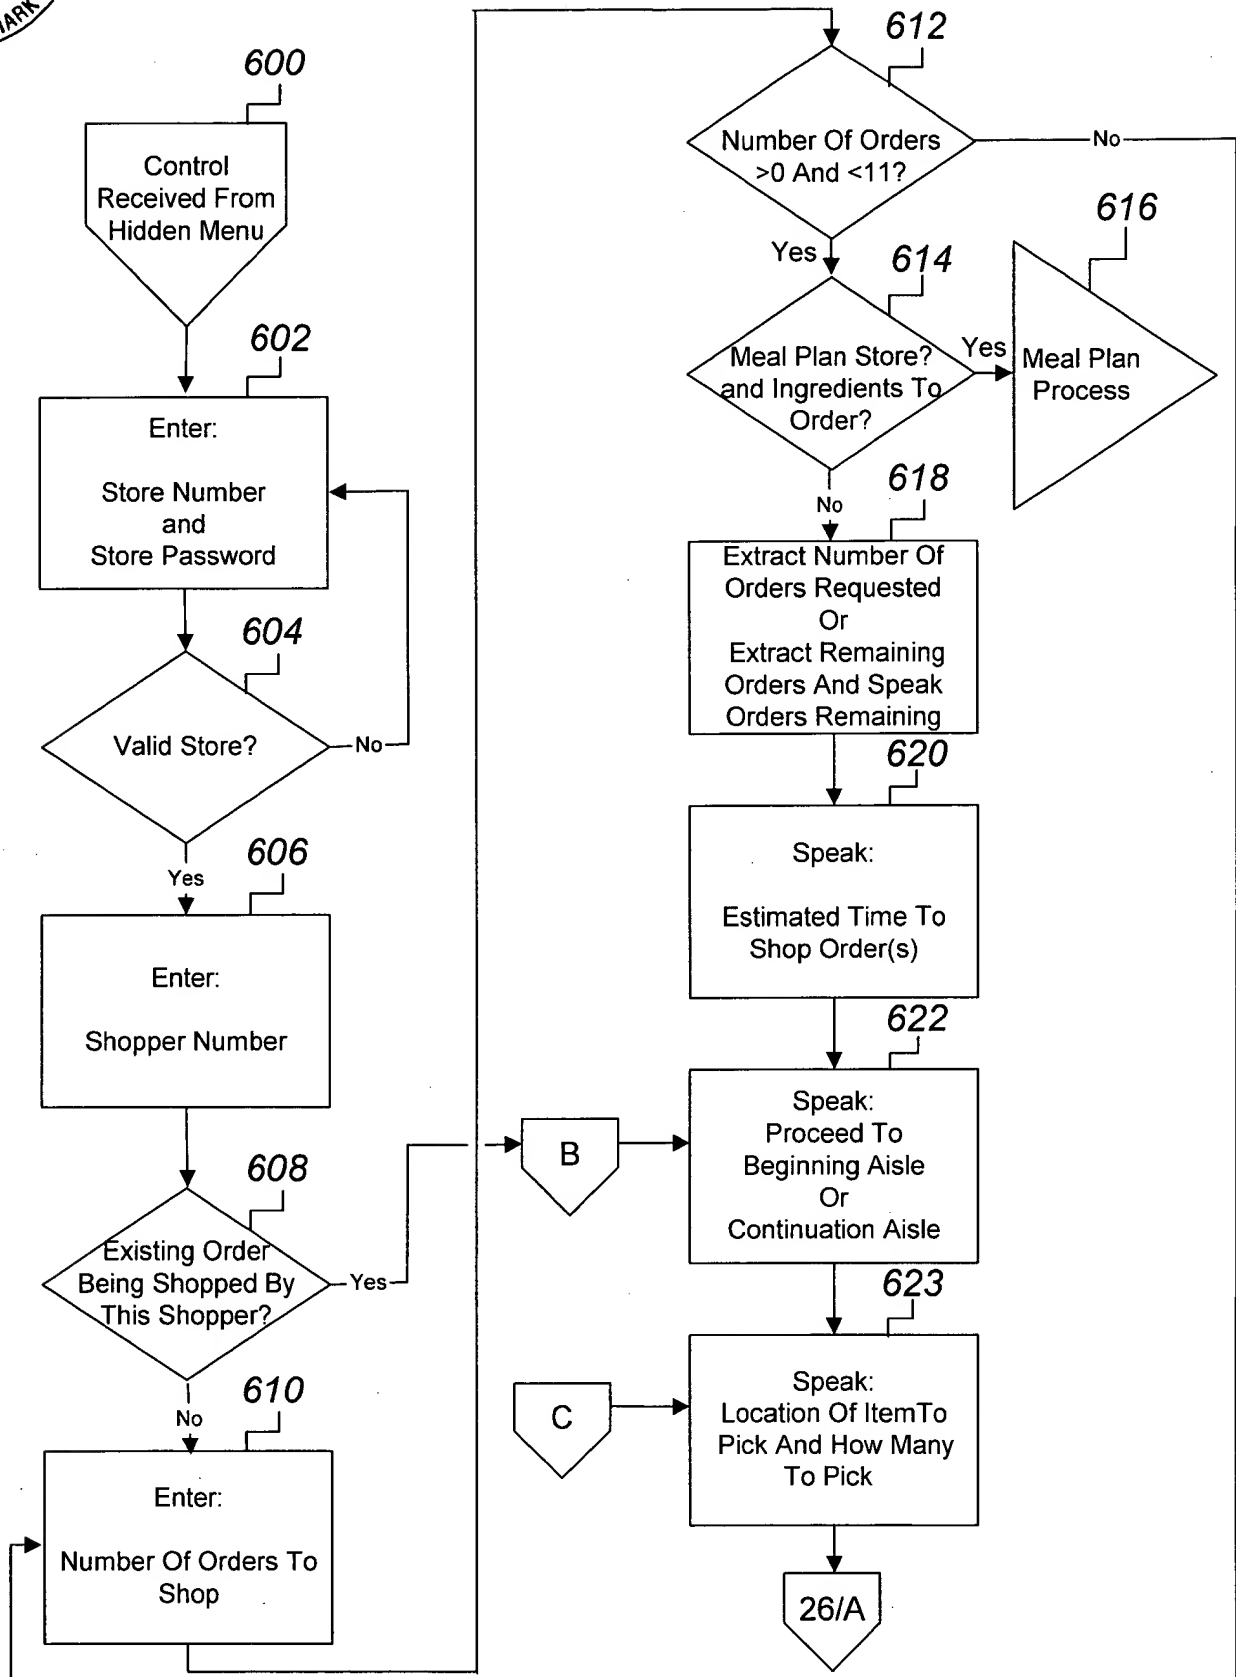 MARK
600
Control
Received From
Hidden Menu
602
Enter:
Store Number
and
Store Password
604
Valid Store?
No
Yes
606
Enter:
Shopper Number
608
Existing Order
Being Shopped By
This Shopper?
Yes
No
610
Enter:
Number Of Orders To
Shop
612
Number Of Orders
>0 And <11?
No
Yes
614
Meal Plan Store?
and Ingredients To
Order?
Yes
616
Meal Plan
Process
No
618
Extract Number Of
Orders Requested
Or
Extract Remaining
Orders And Speak
Orders Remaining
620
Speak:
Estimated Time To
Shop Order(s)
622
B
Speak:
Proceed To
Beginning Aisle
Or
Continuation Aisle
623
C
Speak:
Location Of ItemTo
Pick And How Many
To Pick
26/A